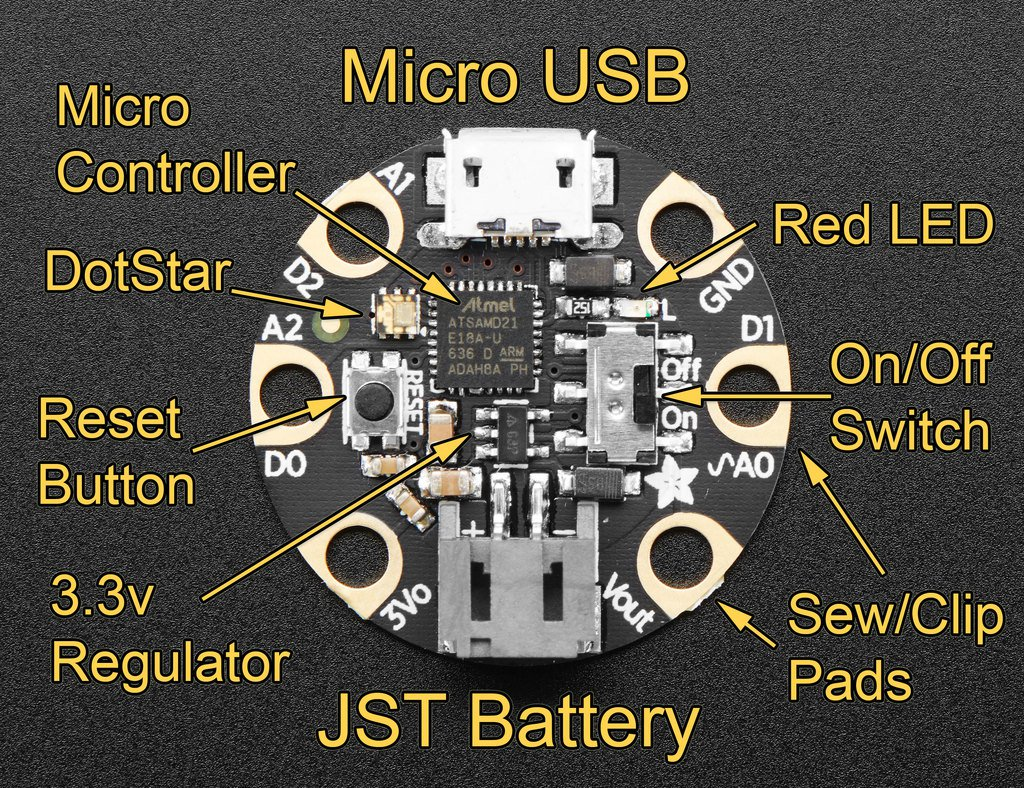 Micro USB
Micro
Controller
DotStar
Reset
Button
3.3v
Regulator
JST Battery
Red LED
On/Off
Switch
Sew/Clip
Pads
A1
D2
A2
D0
3Vo
GND
D1
A0
Vout
RESET
L
Off
On
+
-
Atmel
ATSAMD21
E18A-U
636 D ARM
ADAH8A PH